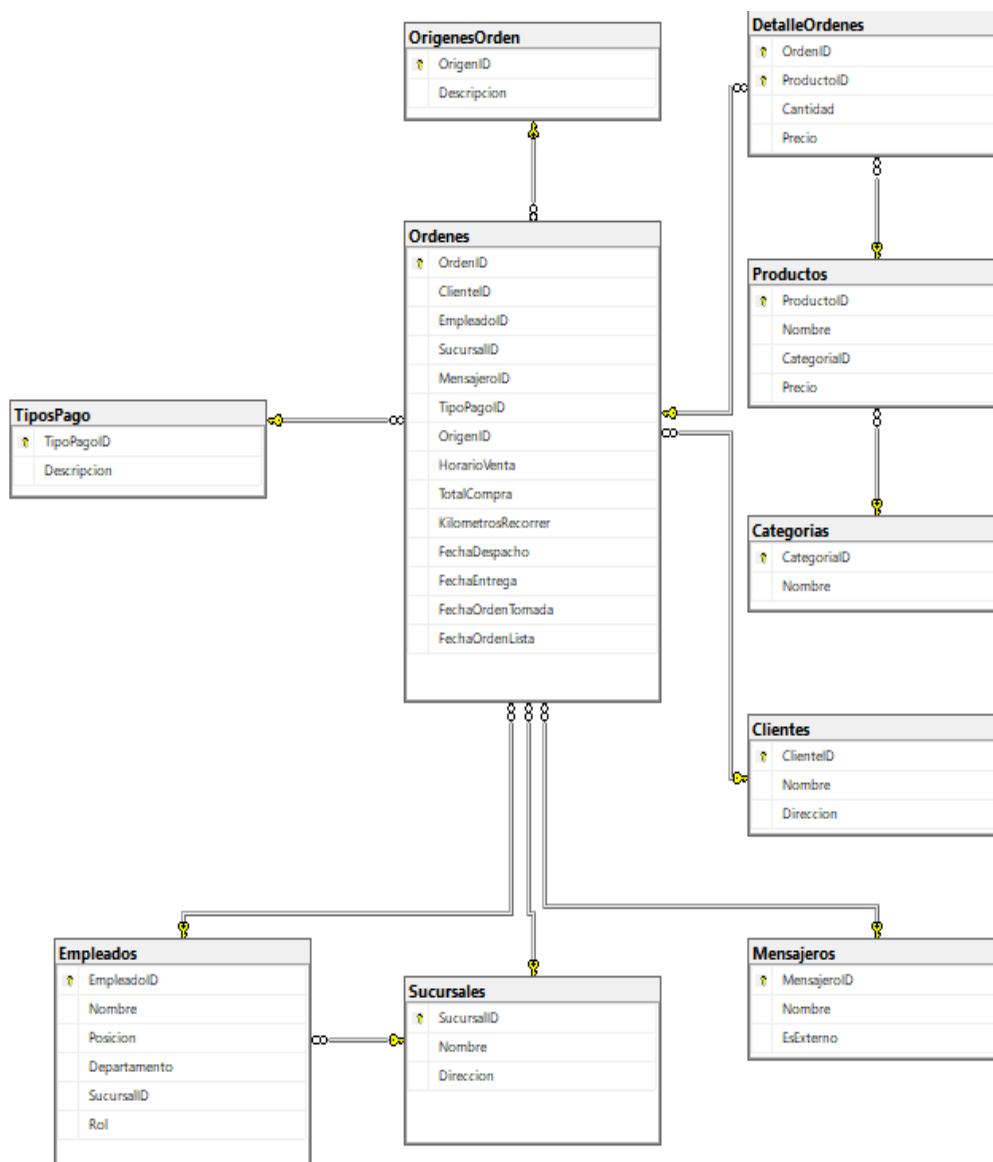 OrigenesOrden
OrigenID
Descripcion
DetalleOrdenes
OrdenID
ProductoID
Cantidad
Precio
Ordenes
OrdenID
ClienteID
EmpleadoID
SucursalID
MensajeroID
TipoPagoID
OrigenID
HorarioVenta
TotalCompra
KilometrosRecorrer
FechaDespacho
FechaEntrega
FechaOrdenTomada
FechaOrdenLista
Productos
ProductoID
Nombre
CategoriaID
Precio
TiposPago
TipoPagoID
Descripcion
Categorias
CategoriaID
Nombre
Clientes
ClienteID
Nombre
Direccion
Empleados
EmpleadoID
Nombre
Posicion
Departamento
SucursalID
Rol
Sucursales
SucursalID
Nombre
Direccion
Mensajeros
MensajeroID
Nombre
EsExterno